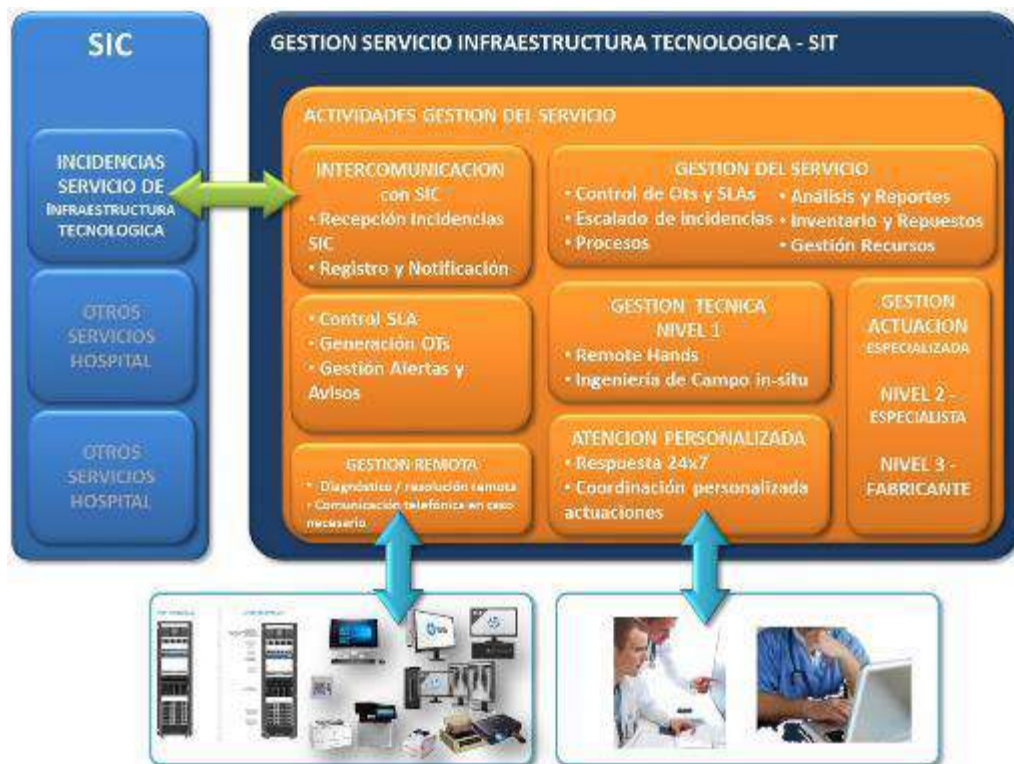 SIC
INCIDENCIAS
SERVICIO DE
INFRAESTRUCTURA
TECNOLOGICA
OTROS
SERVICIOS
HOSPITAL
OTROS
SERVICIOS
HOSPITAL
GESTION SERVICIO INFRAESTRUCTURA TECNOLOGICA - SIT
ACTIVIDADES GESTION DEL SERVICIO
INTERCOMUNICACION
con SIC
• Recepción Incidencias
SIC
• Registro y Notificación
GESTION DEL SERVICIO
• Control de Ots y SLAs
• Escalado de incidencias
• Procesos
• Análisis y Reportes
• Inventario y Repuestos
• Gestión Recursos
• Control SLA
• Generación OTs
• Gestión Alertas y
Avisos
GESTION TECNICA
NIVEL 1
• Remote Hands
• Ingeniería de Campo in-situ
GESTION
ACTUACION
ESPECIALIZADA
NIVEL 2 -
ESPECIALISTA
NIVEL 3 -
FABRICANTE
GESTION REMOTA
• Diagnóstico / resolución remota
• Comunicación telefónica en caso
necesario
ATENCION PERSONALIZADA
• Respuesta 24x7
• Coordinación personalizada
actuaciones